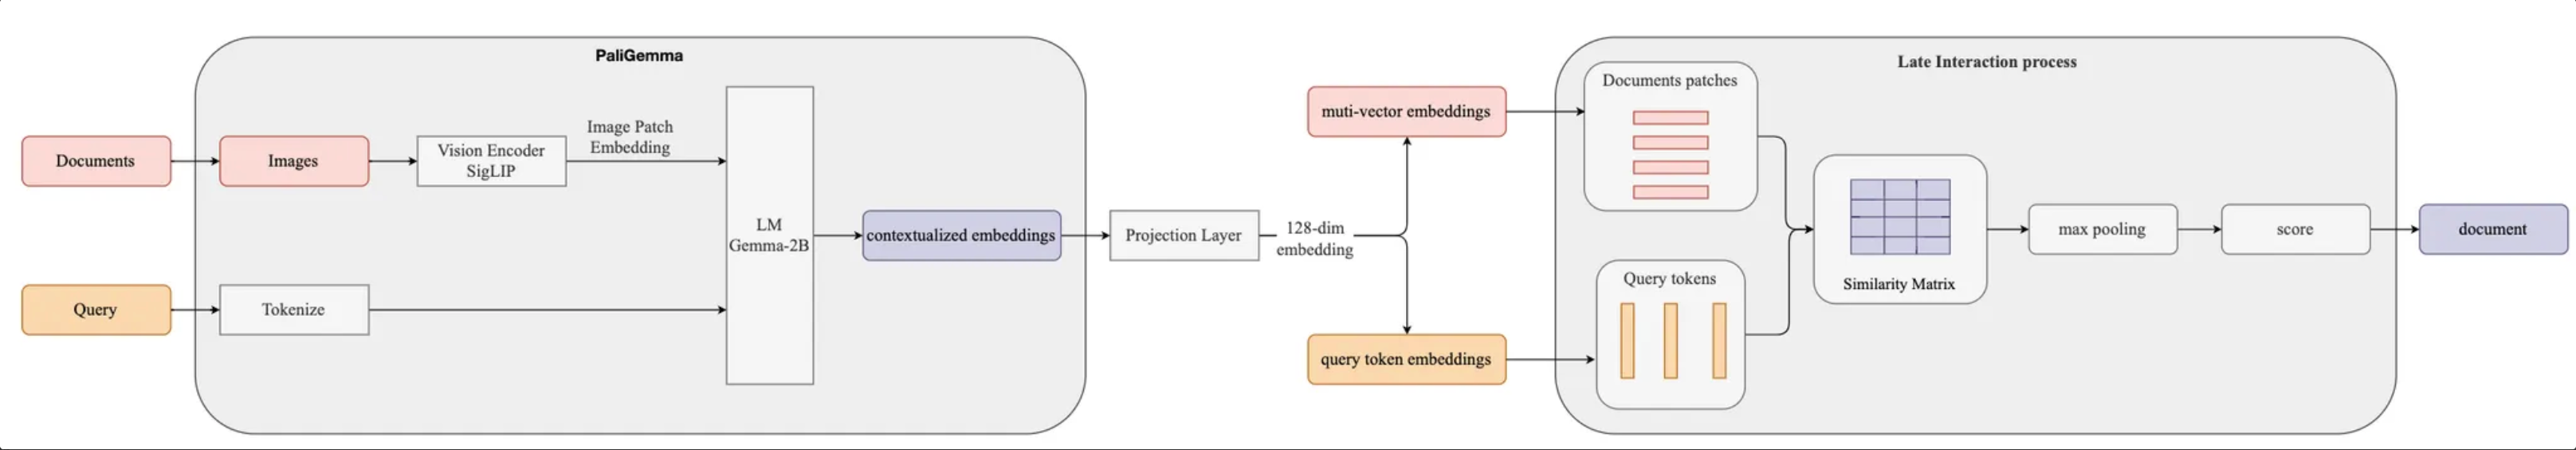 PaliGemma
Documents
Images
Vision Encoder
SigLIP
Image Patch
Embedding
Query
Tokenize
LM
Gemma-2B
contextualized embeddings
Projection Layer
128-dim
embedding
muti-vector embeddings
query token embeddings
Late Interaction process
Documents patches
Query tokens
Similarity Matrix
max pooling
score
document